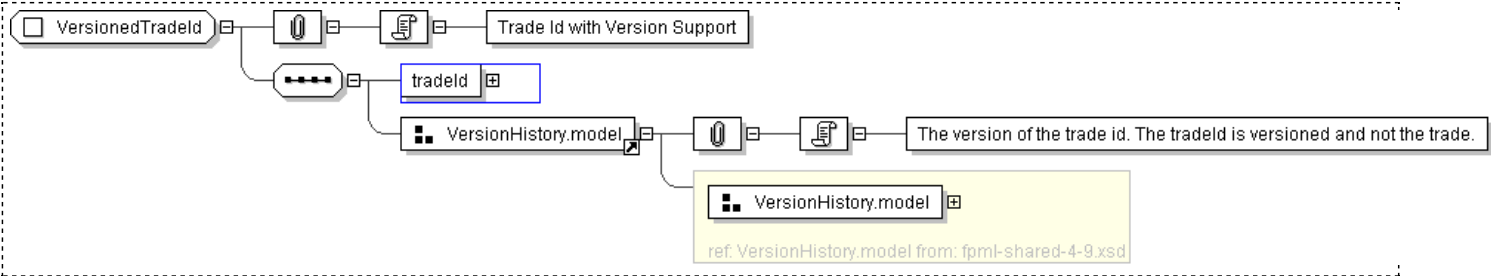 VersionedTradeId
Trade Id with Version Support
tradeId
VersionHistory.model
The version of the trade id. The tradeId is versioned and not the trade.
VersionHistory.model
ref: VersionHistory.model from: fpml-shared-4-9.xsd